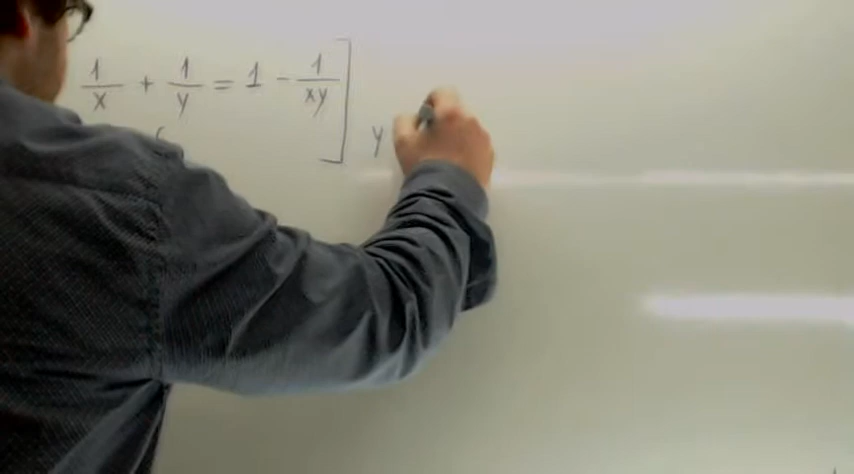 1/x + 1/y = 1 - 1/xy ]
y